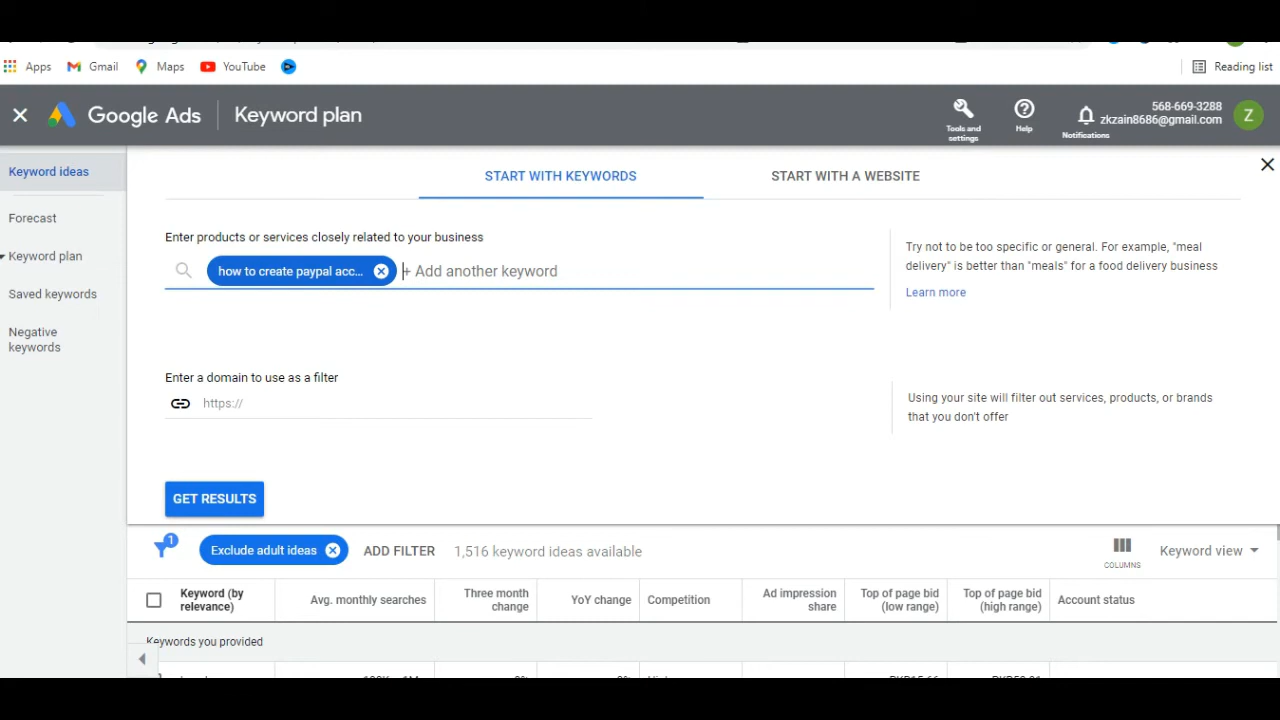 Apps
Gmail
Maps
YouTube
Reading list
Google Ads
Keyword plan
Tools and
settings
Help
Notifications
568-669-3288
zkzain8686@gmail.com
Z
Keyword ideas
Forecast
Keyword plan
Saved keywords
Negative
keywords
START WITH KEYWORDS
START WITH A WEBSITE
Enter products or services closely related to your business
how to create paypal acc...
+ Add another keyword
Try not to be too specific or general. For example, "meal
delivery" is better than "meals" for a food delivery business
Learn more
Enter a domain to use as a filter
https://
Using your site will filter out services, products, or brands
that you don't offer
GET RESULTS
1
Exclude adult ideas
ADD FILTER
1,516 keyword ideas available
COLUMNS
Keyword view
Keyword (by
relevance)
Avg. monthly searches
Three month
change
YoY change
Competition
Ad impression
share
Top of page bid
(low range)
Top of page bid
(high range)
Account status
Keywords you provided